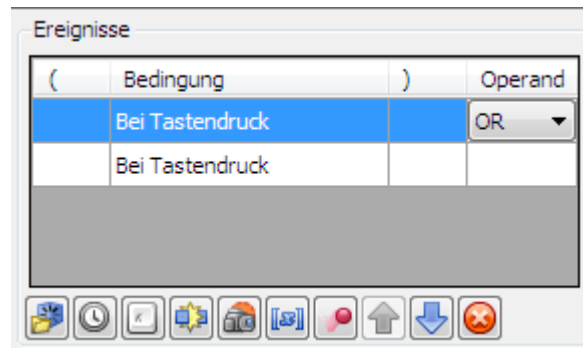 Ereignisse
( Bedingung ) Operand
Bei Tastendruck OR
Bei Tastendruck